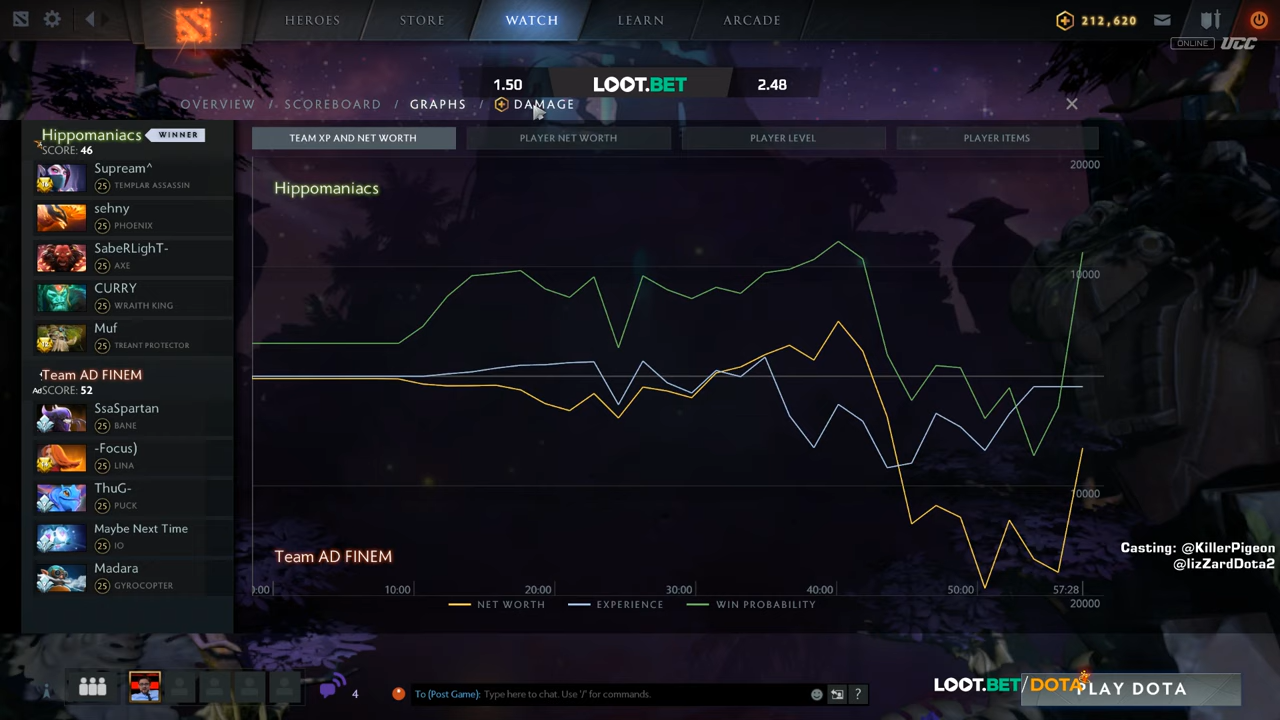 HEROES
STORE
WATCH
LEARN
ARCADE
212,620
ONLINE
UCC
1.50
LOOT.BET
2.48
OVERVIEW / SCOREBOARD / GRAPHS / DAMAGE
Hippomaniacs
WINNER
SCORE: 46
Supream^
25 TEMPLAR ASSASSIN
sehny
25 PHOENIX
SabeRLighT-
25 AXE
CURRY
25 WRAITH KING
Muf
25 TREANT PROTECTOR
Team AD FINEM
SCORE: 52
SsaSpartan
25 BANE
-Focus)
25 LINA
ThuG-
25 PUCK
Maybe Next Time
25 IO
Madara
25 GYROCOPTER
TEAM XP AND NET WORTH
PLAYER NET WORTH
PLAYER LEVEL
PLAYER ITEMS
20000
Hippomaniacs
10000
10000
Team AD FINEM
0:00
10:00
20:00
30:00
40:00
50:00
57:28
20000
NET WORTH
EXPERIENCE
WIN PROBABILITY
Casting: @KillerPigeon
@lizZardDota2
4
To (Post Game): Type here to chat. Use '/' for commands.
?
LOOT.BET/DOTA
PLAY DOTA